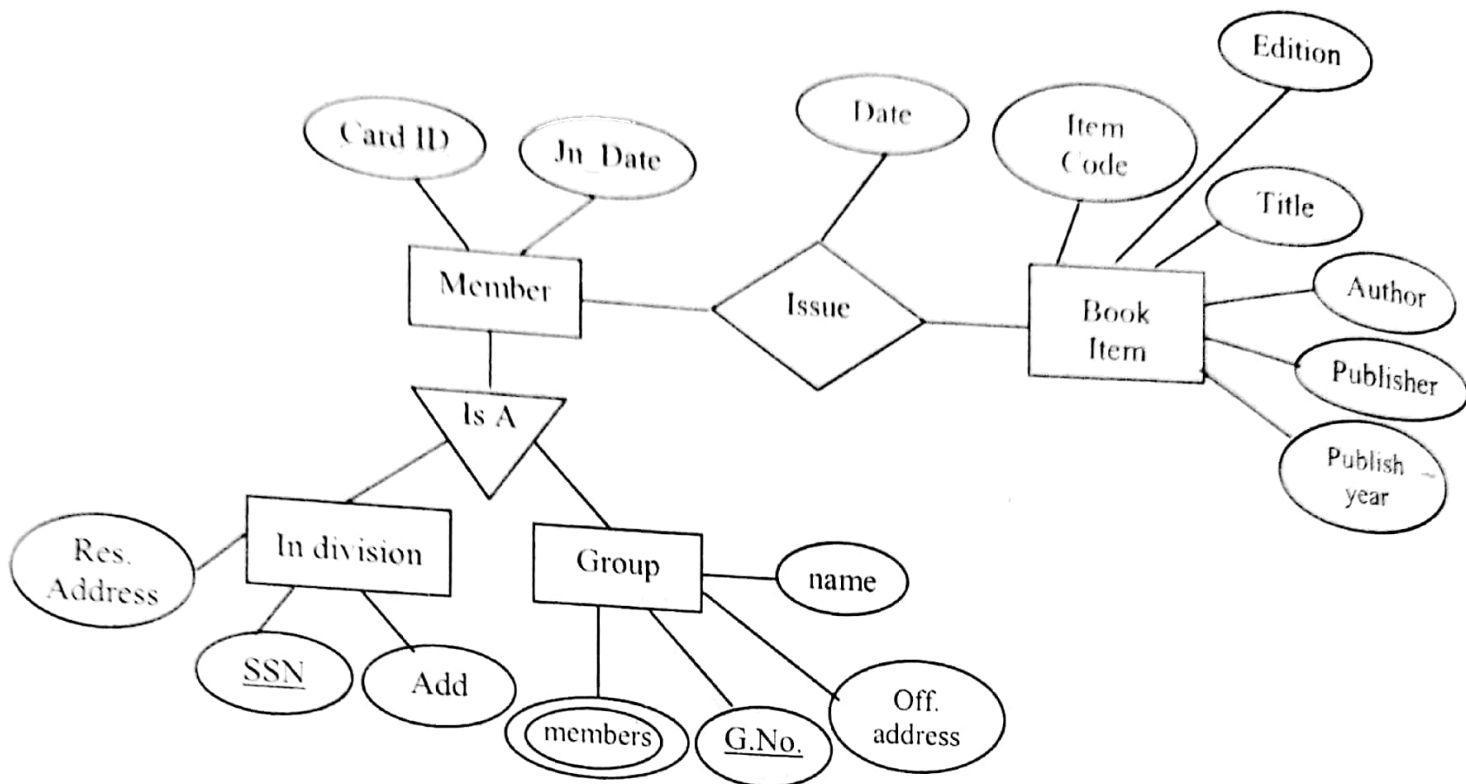 Edition
Date
Item
Code
Card ID
Jn_Date
Title
Member
Issue
Book
Item
Author
Publisher
Publish
year
Is A
In division
Group
name
Res.
Address
SSN
Add
members
G.No.
Off.
address